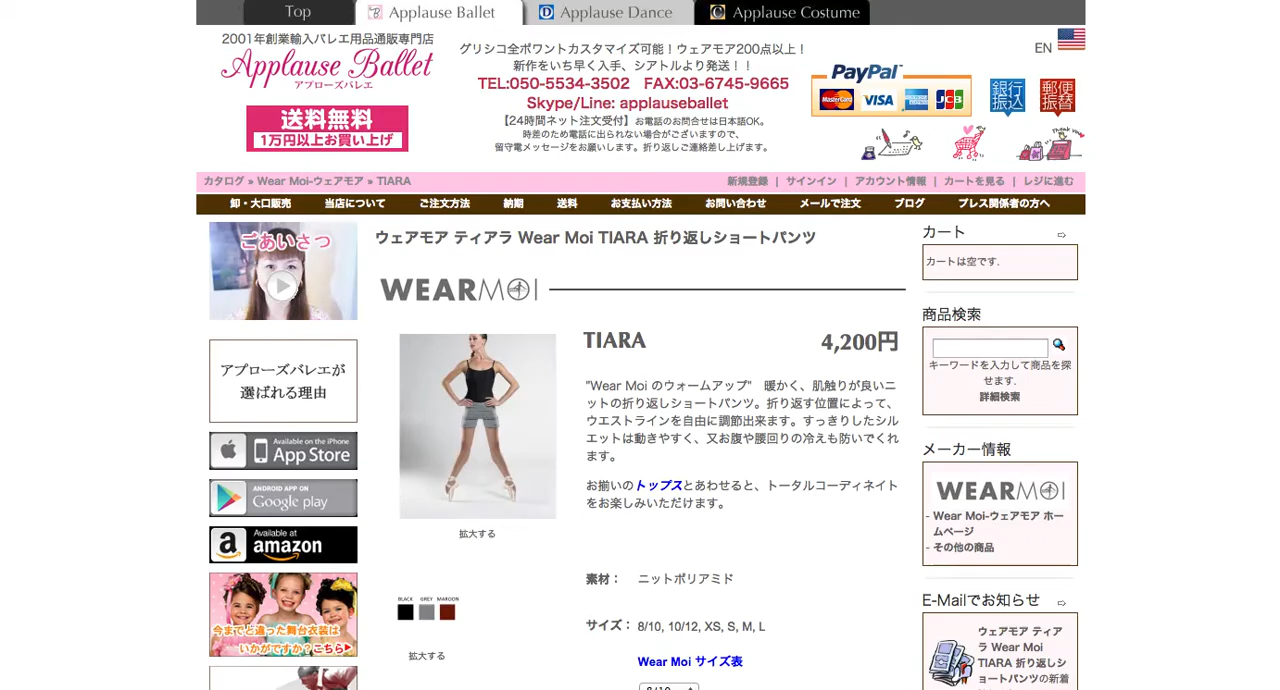 Top
Applause Ballet
Applause Dance
Applause Costume
2001年創業輸入バレエ用品通販専門店
Applause Ballet
アプローズバレエ
送料無料
1万円以上お買い上げ
グリシコ全ポワントカスタマイズ可能！ウェアモア200点以上！
新作をいち早く入手、シアトルより発送！！
TEL:050-5534-3502 FAX:03-6745-9665
Skype/Line: applauseballet
【24時間ネット注文受付】お電話のお問合せは日本語OK。
時差のため電話に出られない場合がございますので、
留守電メッセージをお願いします。折り返しご連絡差し上げます。
EN
PayPal
MasterCard VISA JCB
銀行振込
郵便振替
Thank you
カタログ » Wear Moi-ウェアモア » TIARA
新規登録 | サインイン | アカウント情報 | カートを見る | レジに進む
卸・大口販売 当店について ご注文方法 納期 送料 お支払い方法 お問い合わせ メールで注文 ブログ プレス関係者の方へ
ごあいさつ
アプローズバレエが
選ばれる理由
Available on the iPhone
App Store
ANDROID APP ON
Google play
Available at
amazon
今までと違った舞台衣装は
いかがですか？こちら▶
ウェアモア ティアラ Wear Moi TIARA 折り返しショートパンツ
WEARMOI
TIARA
4,200円
"Wear Moi のウォームアップ" 暖かく、肌触りが良いニ
ットの折り返しショートパンツ。折り返す位置によって、
ウエストラインを自由に調節出来ます。すっきりしたシル
エットは動きやすく、又お腹や腰回りの冷えも防いでくれ
ます。
お揃いのトップスとあわせると、トータルコーディネイト
をお楽しみいただけます。
拡大する
BLACK GREY MAROON
拡大する
素材： ニットポリアミド
サイズ： 8/10, 10/12, XS, S, M, L
Wear Moi サイズ表
8/10
カート
カートは空です.
商品検索
キーワードを入力して商品を探
せます.
詳細検索
メーカー情報
WEARMOI
- Wear Moi-ウェアモア ホー
ムページ
- その他の商品
E-Mailでお知らせ
ウェアモア ティア
ラ Wear Moi
TIARA 折り返しシ
ョートパンツの新着